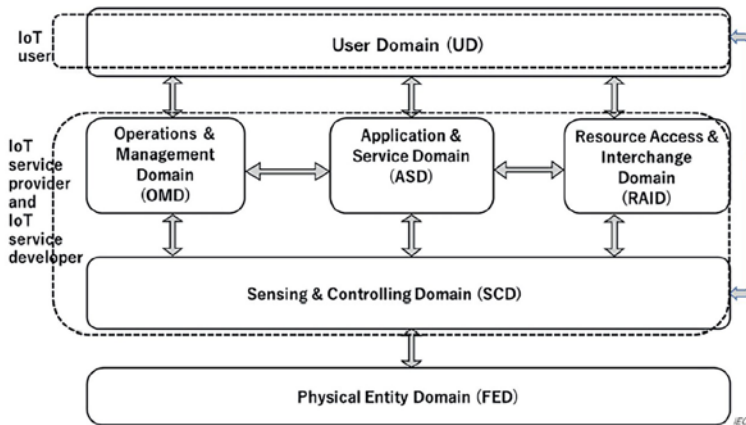 IoT
user
User Domain (UD)
IoT
service
provider
and
IoT
service
developer
Operations &
Management
Domain
(OMD)
Application &
Service Domain
(ASD)
Resource Access &
Interchange
Domain
(RAID)
Sensing & Controlling Domain (SCD)
Physical Entity Domain (FED)
IEC